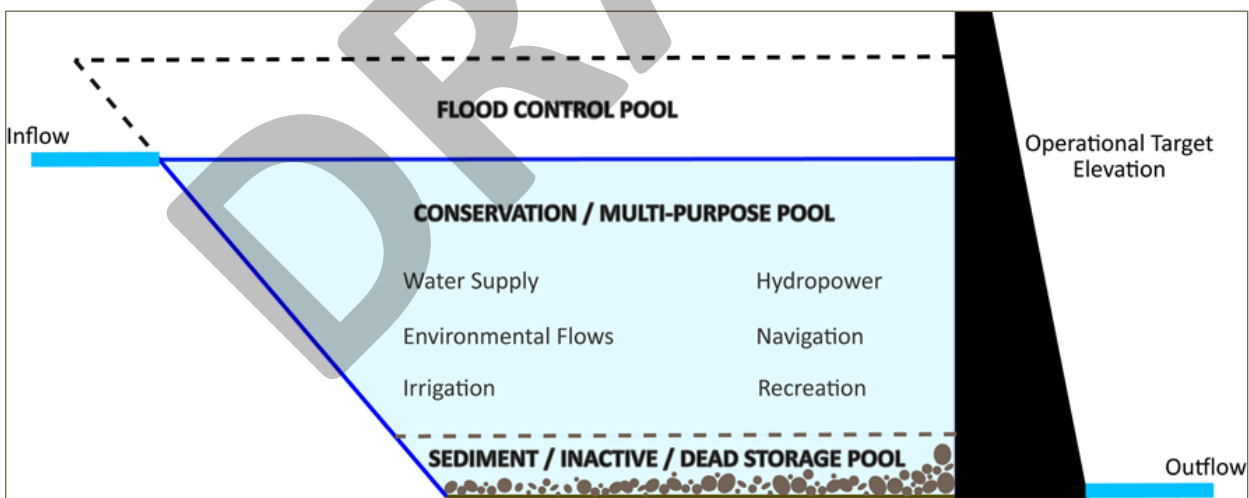 FLOOD CONTROL POOL
Inflow
Operational Target
Elevation
CONSERVATION / MULTI-PURPOSE POOL
Water Supply
Hydropower
Environmental Flows
Navigation
Irrigation
Recreation
SEDIMENT / INACTIVE / DEAD STORAGE POOL
Outflow